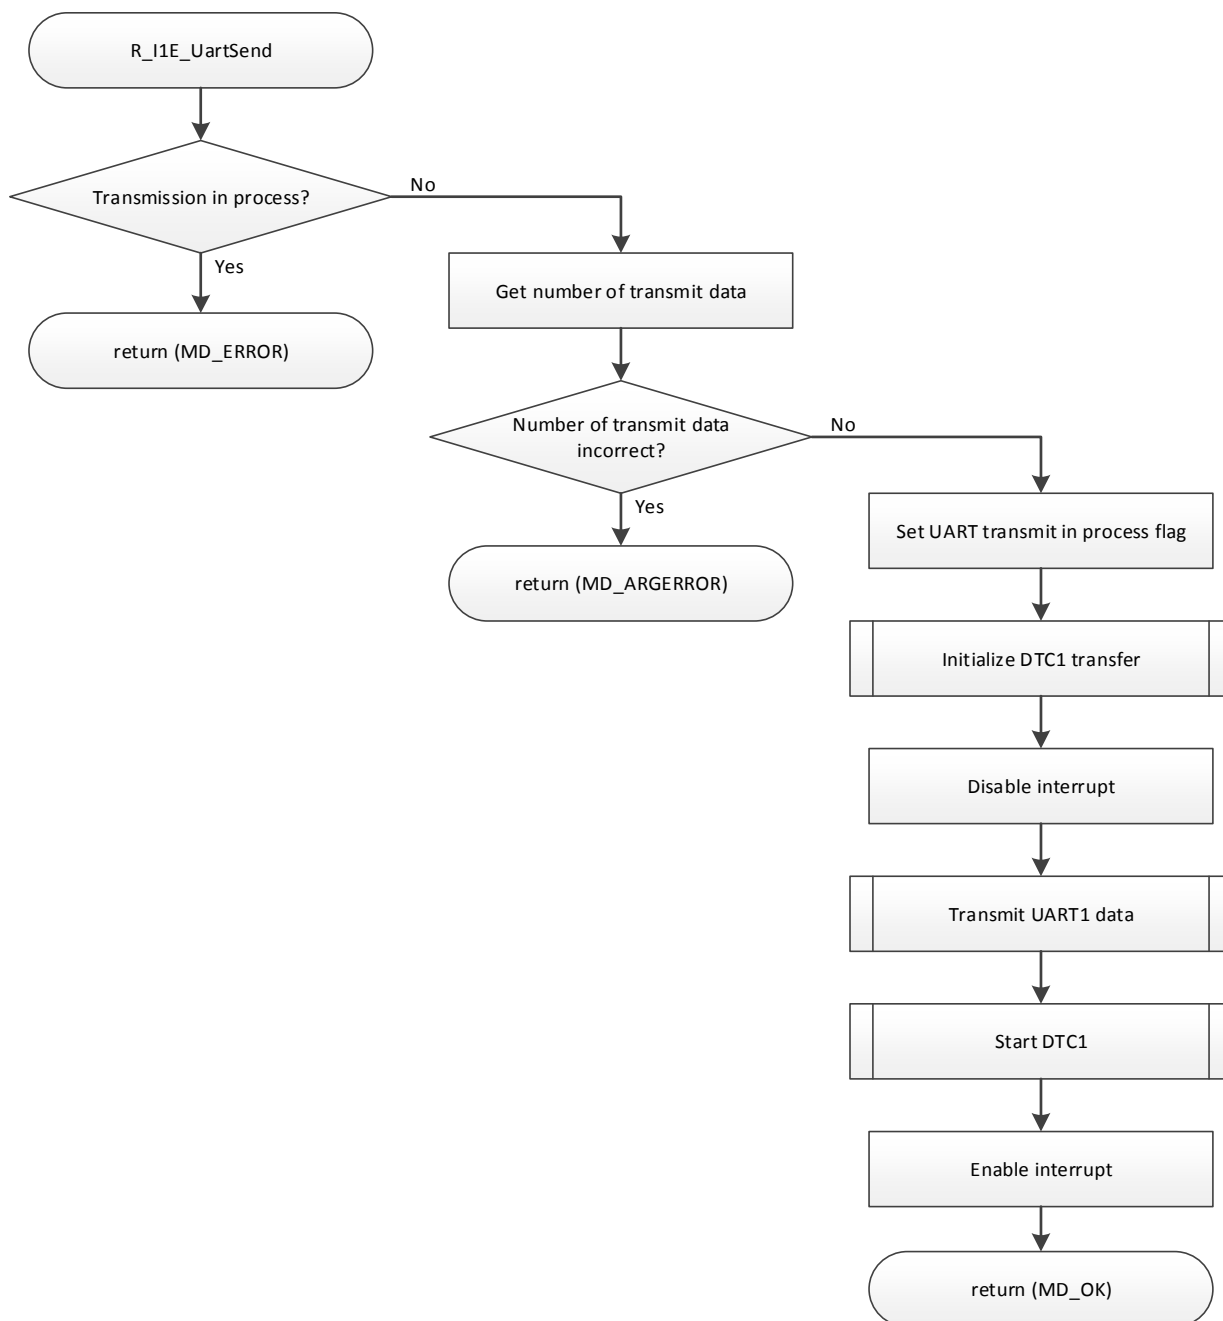 R_I1E_UartSend
Transmission in process?
No
Yes
Get number of transmit data
return (MD_ERROR)
Number of transmit data
incorrect?
No
Yes
Set UART transmit in process flag
return (MD_ARGERROR)
Initialize DTC1 transfer
Disable interrupt
Transmit UART1 data
Start DTC1
Enable interrupt
return (MD_OK)